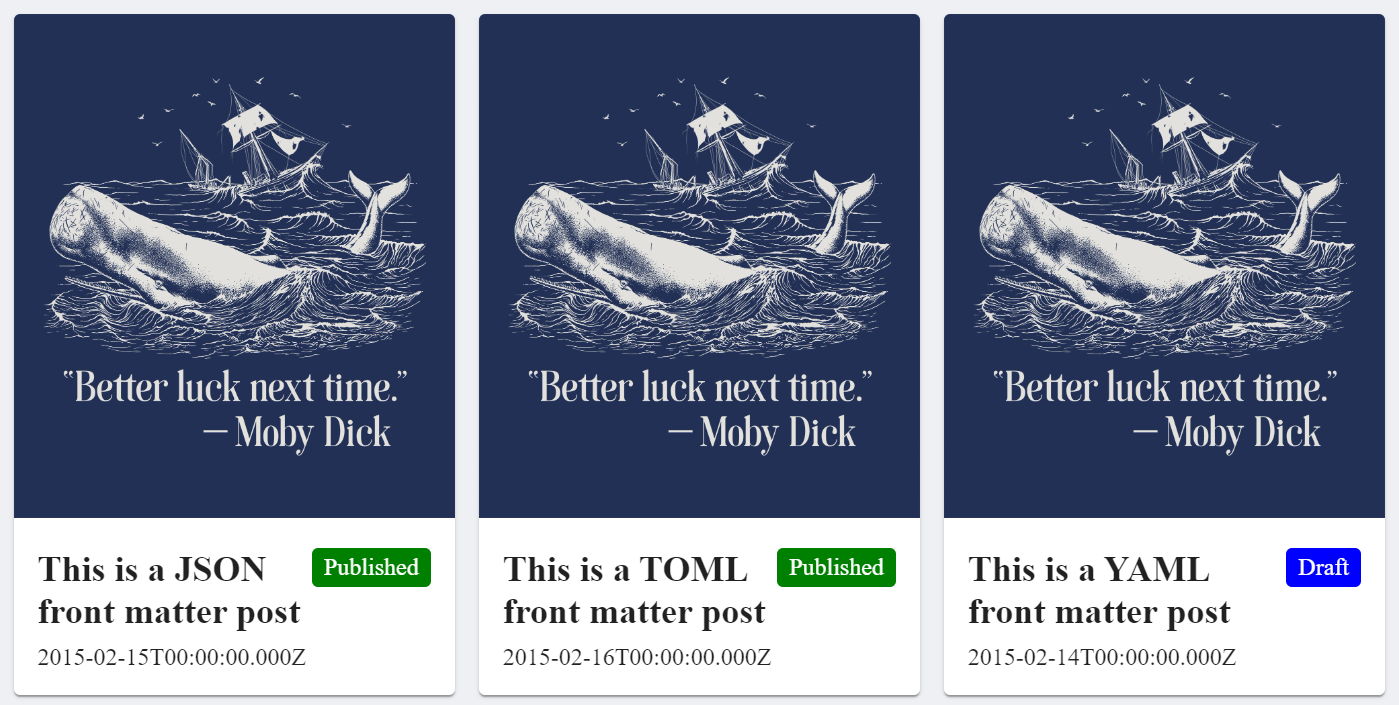 “Better luck next time.”
— Moby Dick
This is a JSON
front matter post
Published
2015-02-15T00:00:00.000Z
“Better luck next time.”
— Moby Dick
This is a TOML
front matter post
Published
2015-02-16T00:00:00.000Z
“Better luck next time.”
— Moby Dick
This is a YAML
front matter post
Draft
2015-02-14T00:00:00.000Z